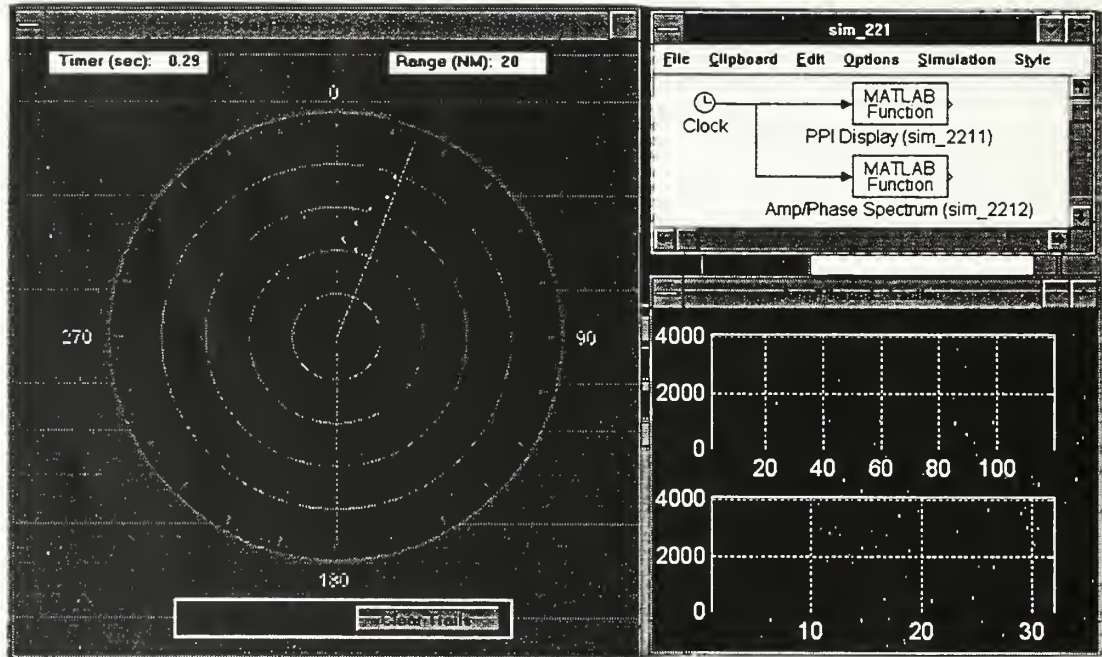 Timer (sec): 0.29
Range (NM): 20
0
270
90
180
Clear Trails
sim_221
File Clipboard Edit Options Simulation Style
Clock
MATLAB
Function
PPI Display (sim_2211)
MATLAB
Function
Amp/Phase Spectrum (sim_2212)
4000
2000
0
20 40 60 80 100
4000
2000
0
10 20 30